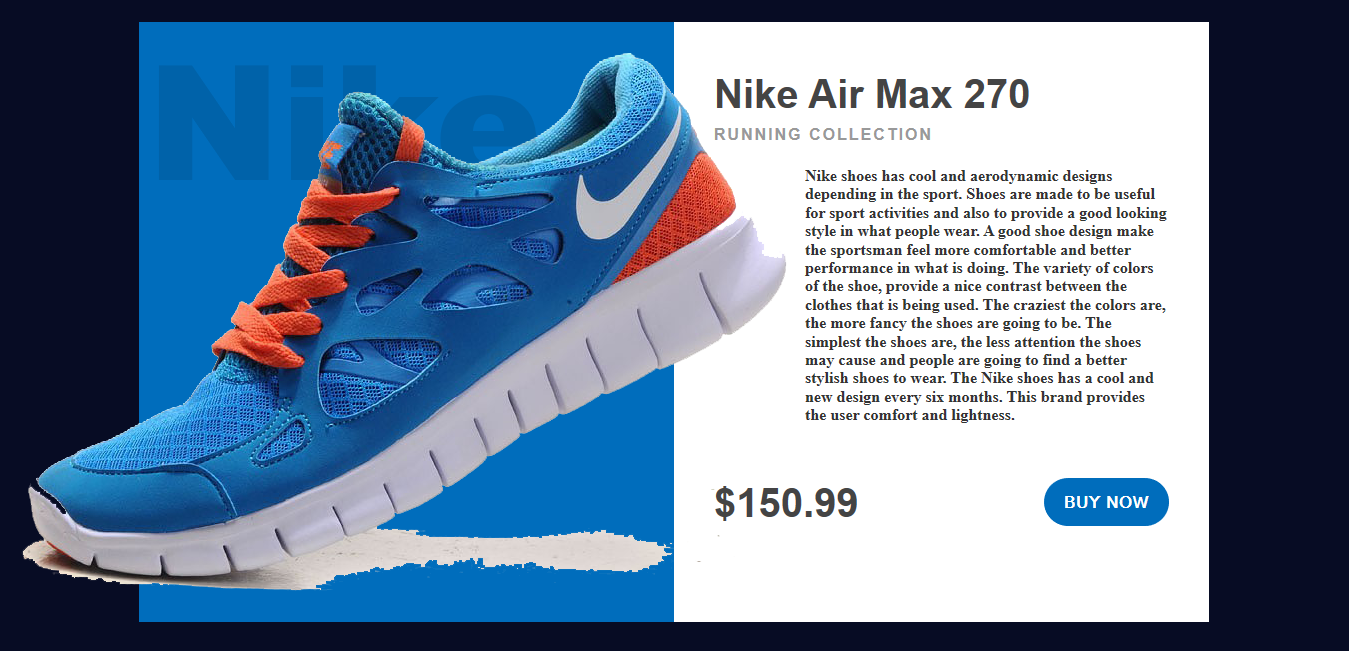 Nike
Nike Air Max 270
RUNNING COLLECTION
Nike shoes has cool and aerodynamic designs
depending in the sport. Shoes are made to be useful
for sport activities and also to provide a good looking
style in what people wear. A good shoe design make
the sportsman feel more comfortable and better
performance in what is doing. The variety of colors
of the shoe, provide a nice contrast between the
clothes that is being used. The craziest the colors are,
the more fancy the shoes are going to be. The
simplest the shoes are, the less attention the shoes
may cause and people are going to find a better
stylish shoes to wear. The Nike shoes has a cool and
new design every six months. This brand provides
the user comfort and lightness.
$150.99
BUY NOW